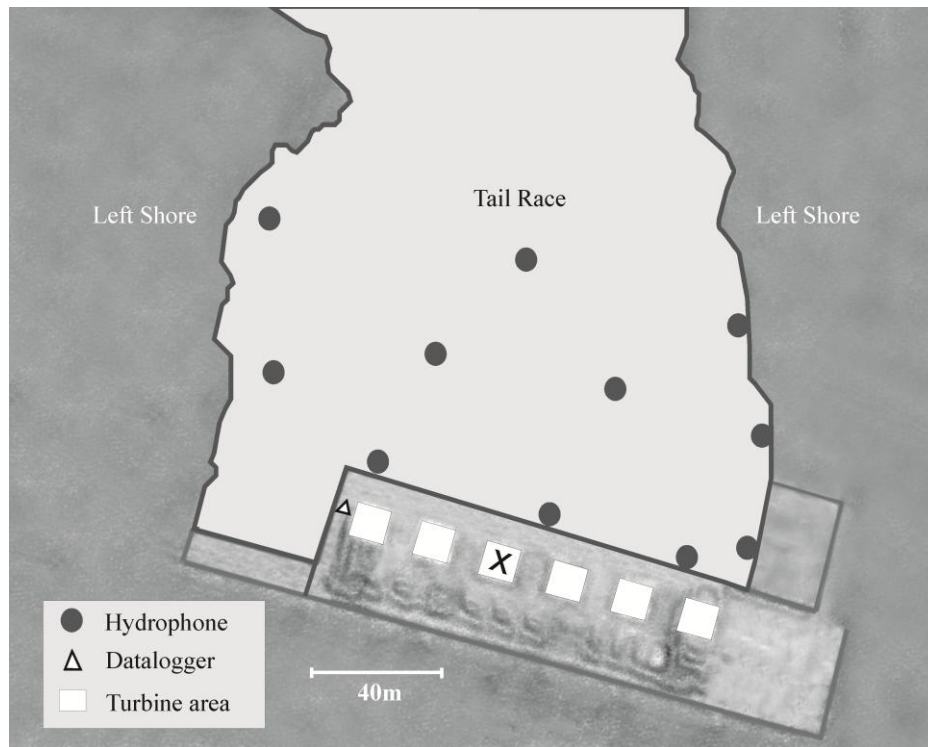 Tail Race
Left Shore
Left Shore
X
Hydrophone
Datalogger
Turbine area
40m